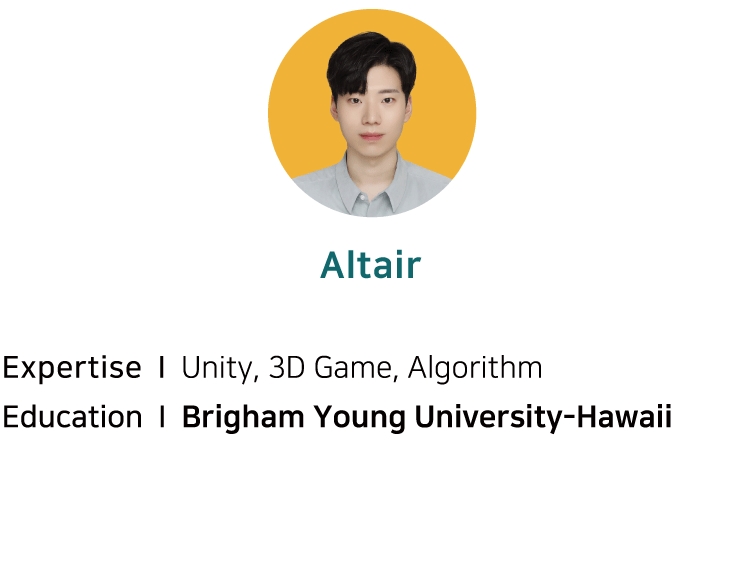 Altair
Expertise I Unity, 3D Game, Algorithm
Education I Brigham Young University-Hawaii